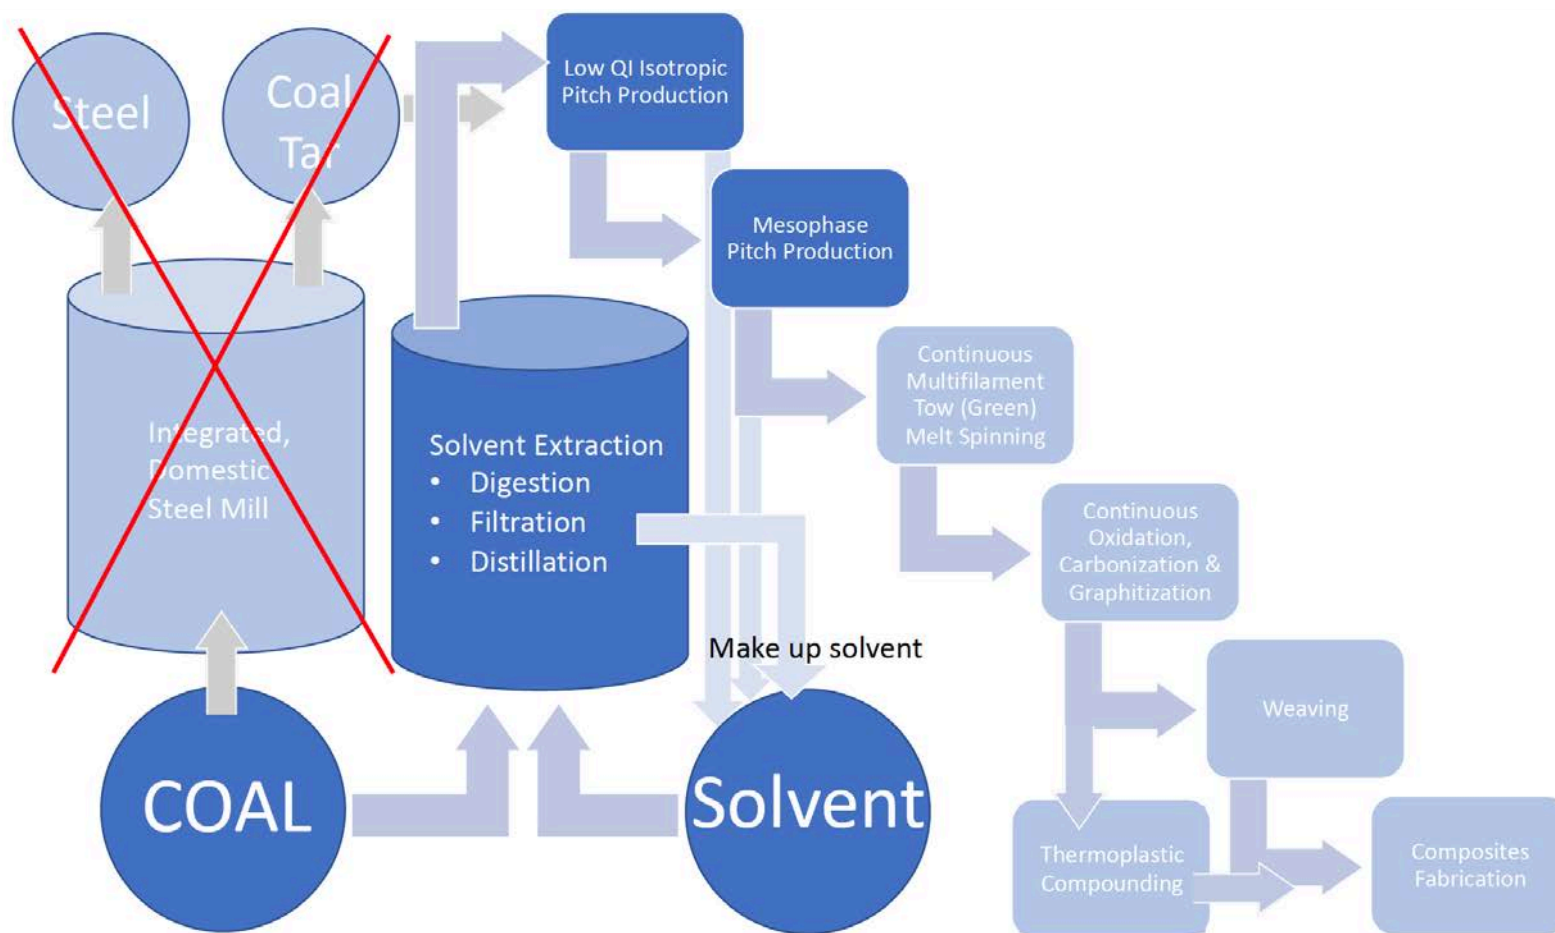 Steel
Coal
Tar
Integrated,
Domestic
Steel Mill
COAL
Solvent Extraction
• Digestion
• Filtration
• Distillation
Make up solvent
Solvent
Low QI Isotropic
Pitch Production
Mesophase
Pitch Production
Continuous
Multifilament
Tow (Green)
Melt Spinning
Continuous
Oxidation,
Carbonization &
Graphitization
Weaving
Thermoplastic
Compounding
Composites
Fabrication